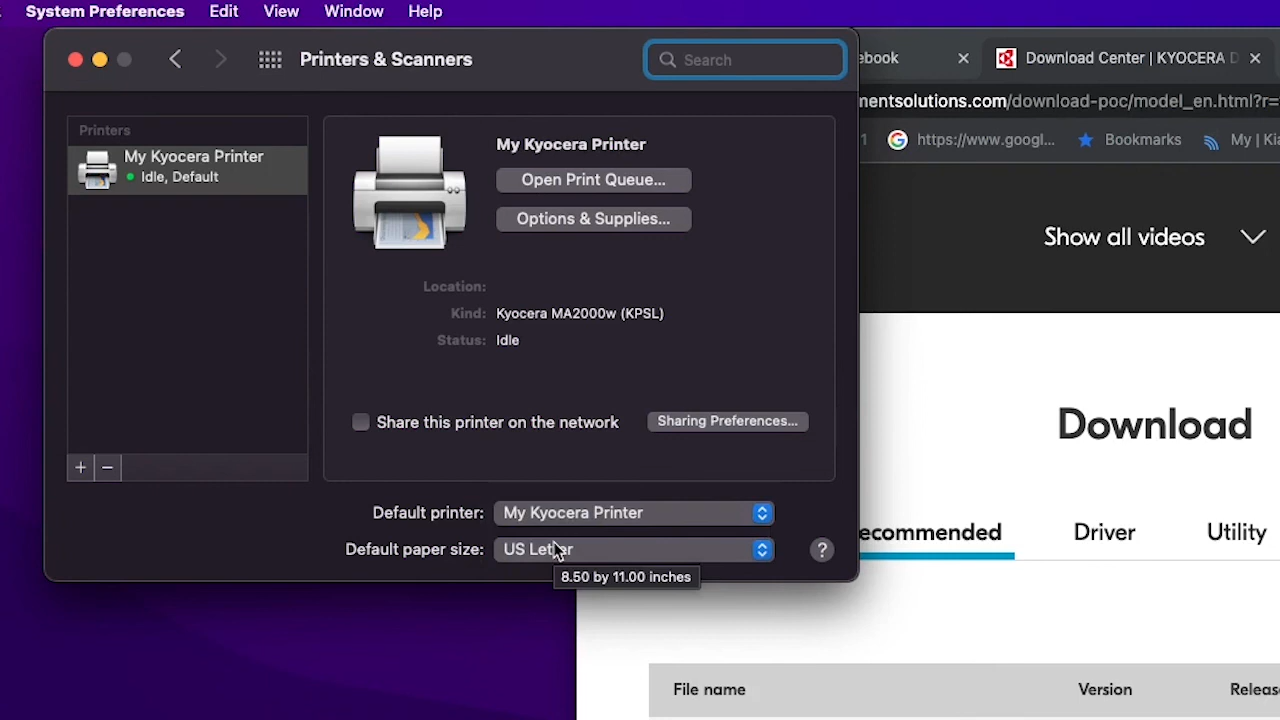 System Preferences Edit View Window Help
Printers & Scanners
Search
ebook
Download Center | KYOCERA D
mentsolutions.com/download-poc/model_en.html?r=
1 https://www.googl... Bookmarks My | Kia
Printers
My Kyocera Printer
Idle, Default
My Kyocera Printer
Open Print Queue...
Options & Supplies...
Location:
Kind: Kyocera MA2000w (KPSL)
Status: Idle
Share this printer on the network
Sharing Preferences...
+ −
Default printer: My Kyocera Printer
Default paper size: US Letter
?
8.50 by 11.00 inches
Show all videos
Download
ecommended Driver Utility
File name Version Releas